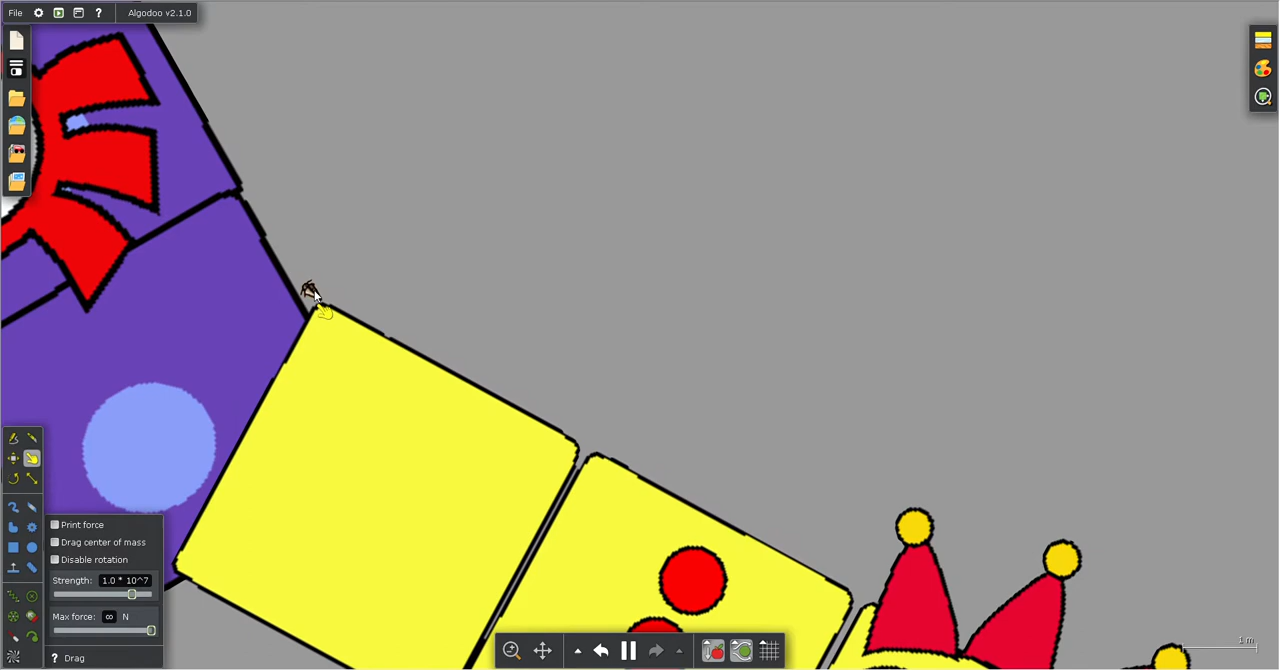 File ? Algodoo v2.1.0
Print force
Drag center of mass
Disable rotation
Strength: 1.0 * 10^7
Max force: ∞ N
? Drag
1 m